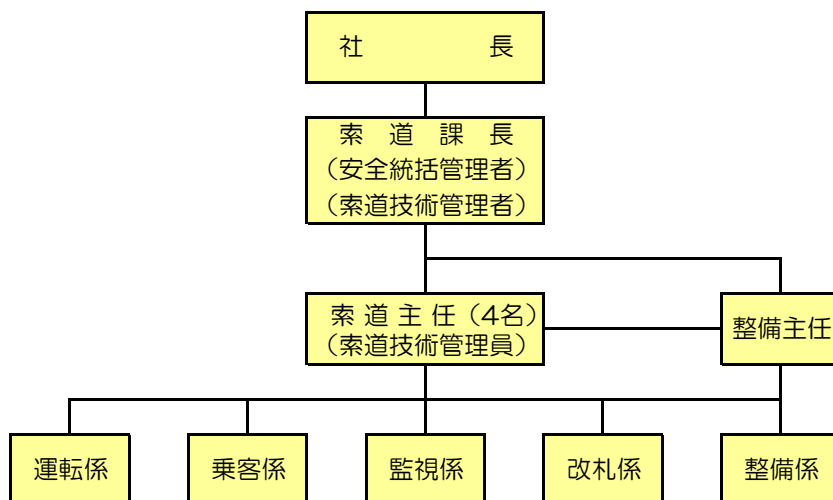 社長
索道課長
（安全統括管理者）
（索道技術管理者）
索道主任（4名）
（索道技術管理員）
整備主任
運転係
乗客係
監視係
改札係
整備係